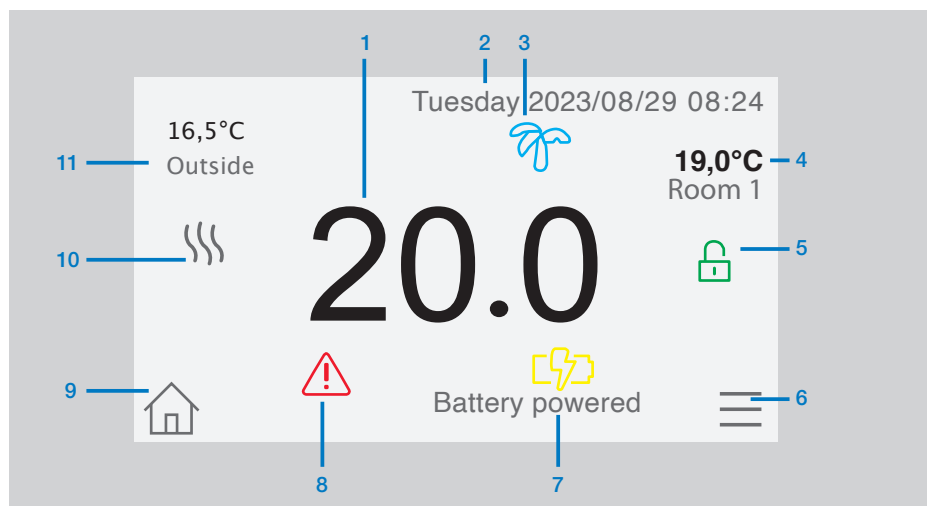 1 2 3
Tuesday 2023/08/29 08:24
16,5°C
11 Outside
19,0°C 4
Room 1
20.0
10
5
9
Battery powered
6
8 7